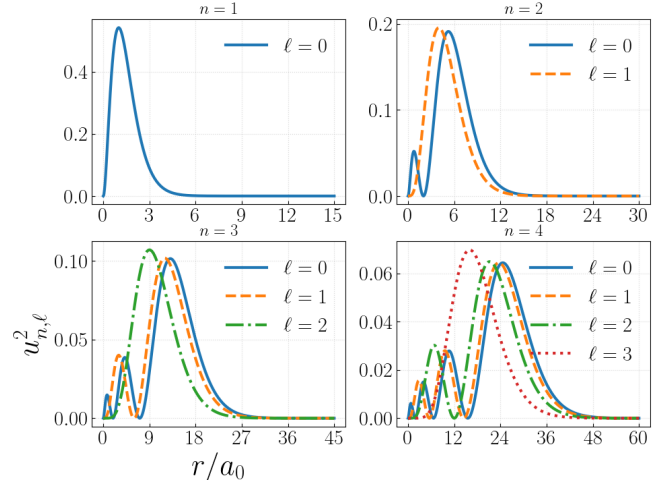 n = 1
0.4
0.2
0.0
0 3 6 9 12 15
ℓ = 0
n = 2
0.2
0.1
0.0
0 6 12 18 24 30
ℓ = 0
ℓ = 1
n = 3
0.10
0.05
0.00
0 9 18 27 36 45
ℓ = 0
ℓ = 1
ℓ = 2
n = 4
0.06
0.04
0.02
0.00
0 12 24 36 48 60
ℓ = 0
ℓ = 1
ℓ = 2
ℓ = 3
u²n,ℓ
r/a₀